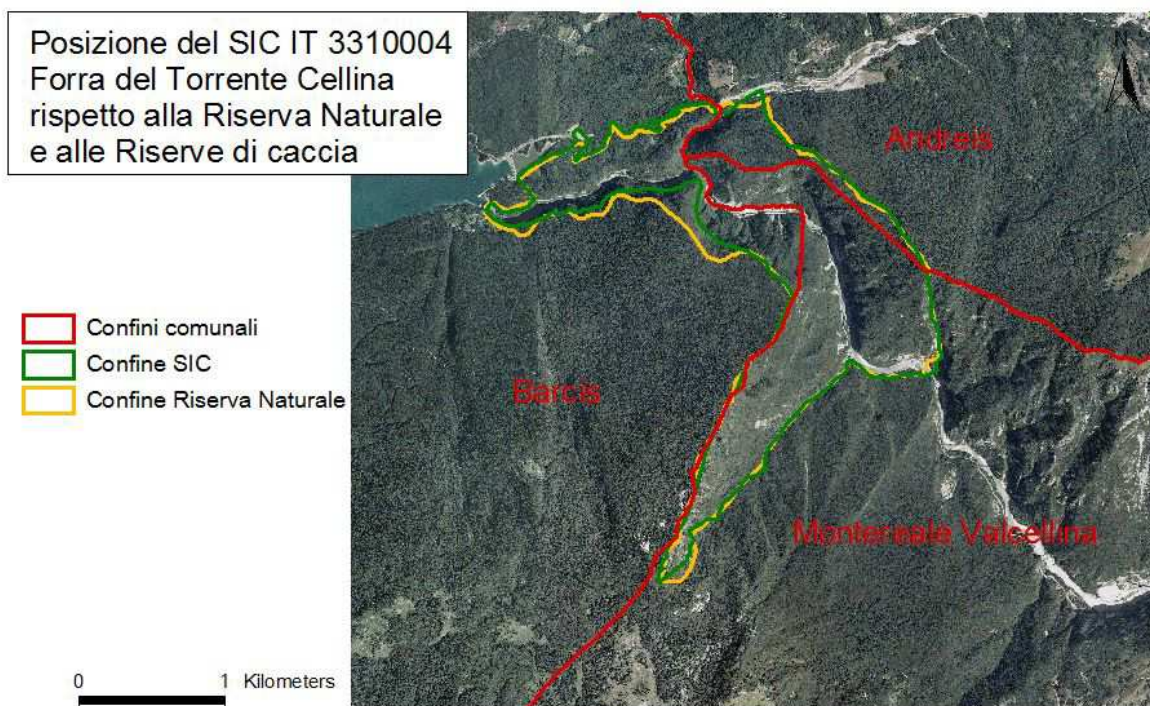 Posizione del SIC IT 3310004
Forra del Torrente Cellina
rispetto alla Riserva Naturale
e alle Riserve di caccia
N
Andreis
Confini comunali
Confine SIC
Confine Riserva Naturale
Barcis
Montereale Valcellina
0 1 Kilometers